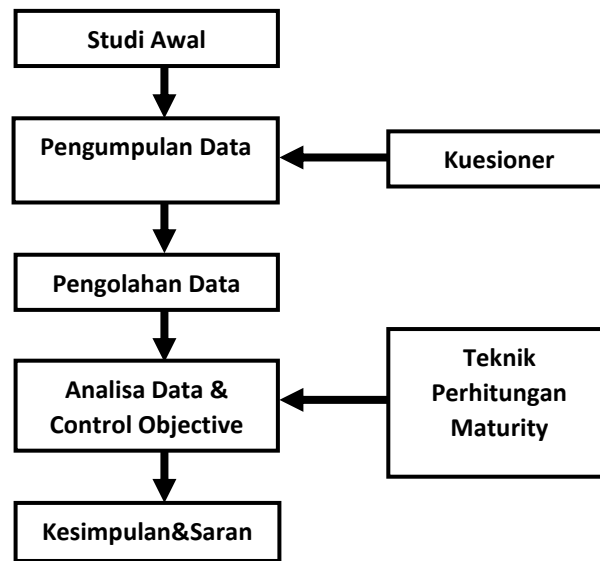 Studi Awal
Pengumpulan Data
Kuesioner
Pengolahan Data
Analisa Data &
Control Objective
Teknik
Perhitungan
Maturity
Kesimpulan&Saran